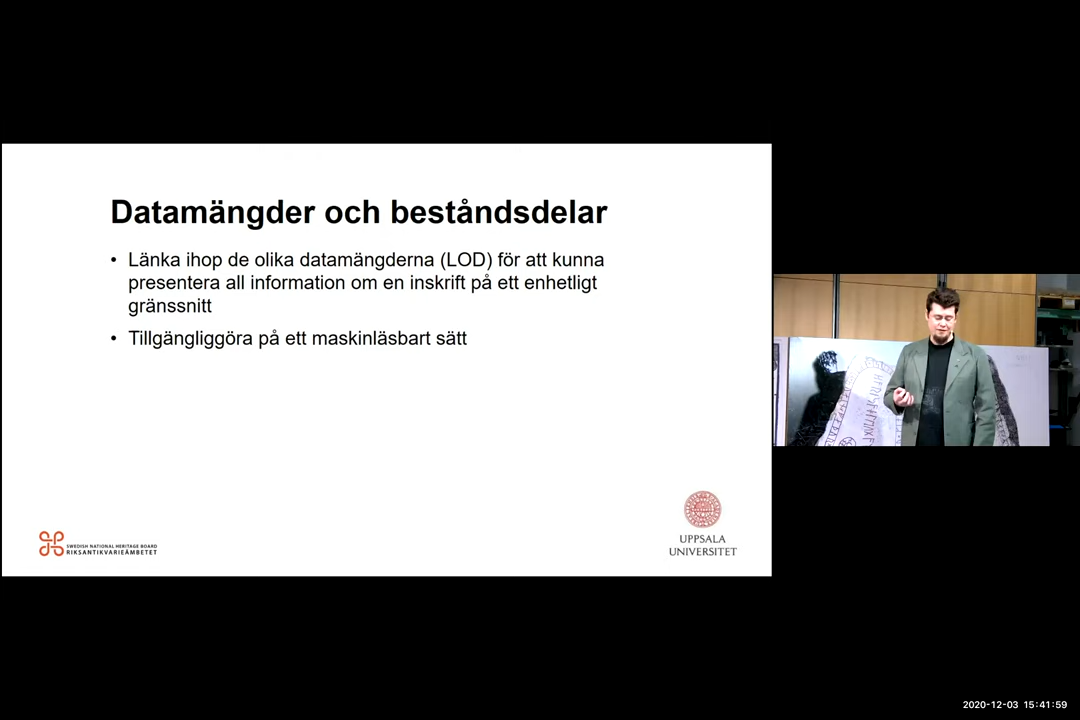 Datamängder och beståndsdelar
• Länka ihop de olika datamängderna (LOD) för att kunna
presentera all information om en inskrift på ett enhetligt
gränssnitt
• Tillgängliggöra på ett maskinläsbart sätt
SWEDISH NATIONAL HERITAGE BOARD
RIKSANTIKVARIEÄMBETET
UPPSALA
UNIVERSITET
2020-12-03 15:41:59